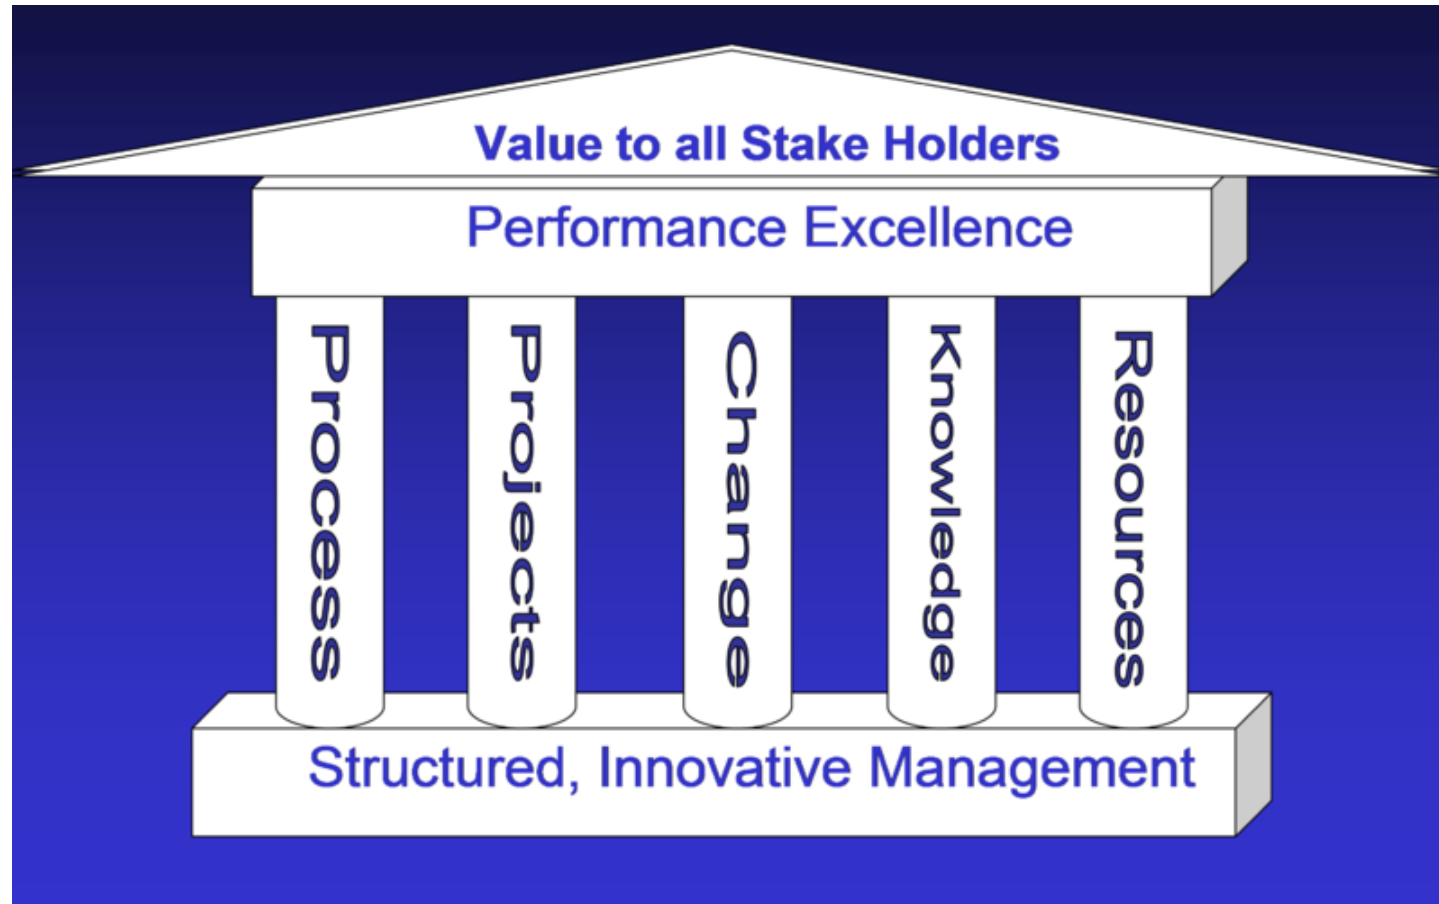 Value to all Stake Holders
Performance Excellence
Process
Projects
Change
Knowledge
Resources
Structured, Innovative Management